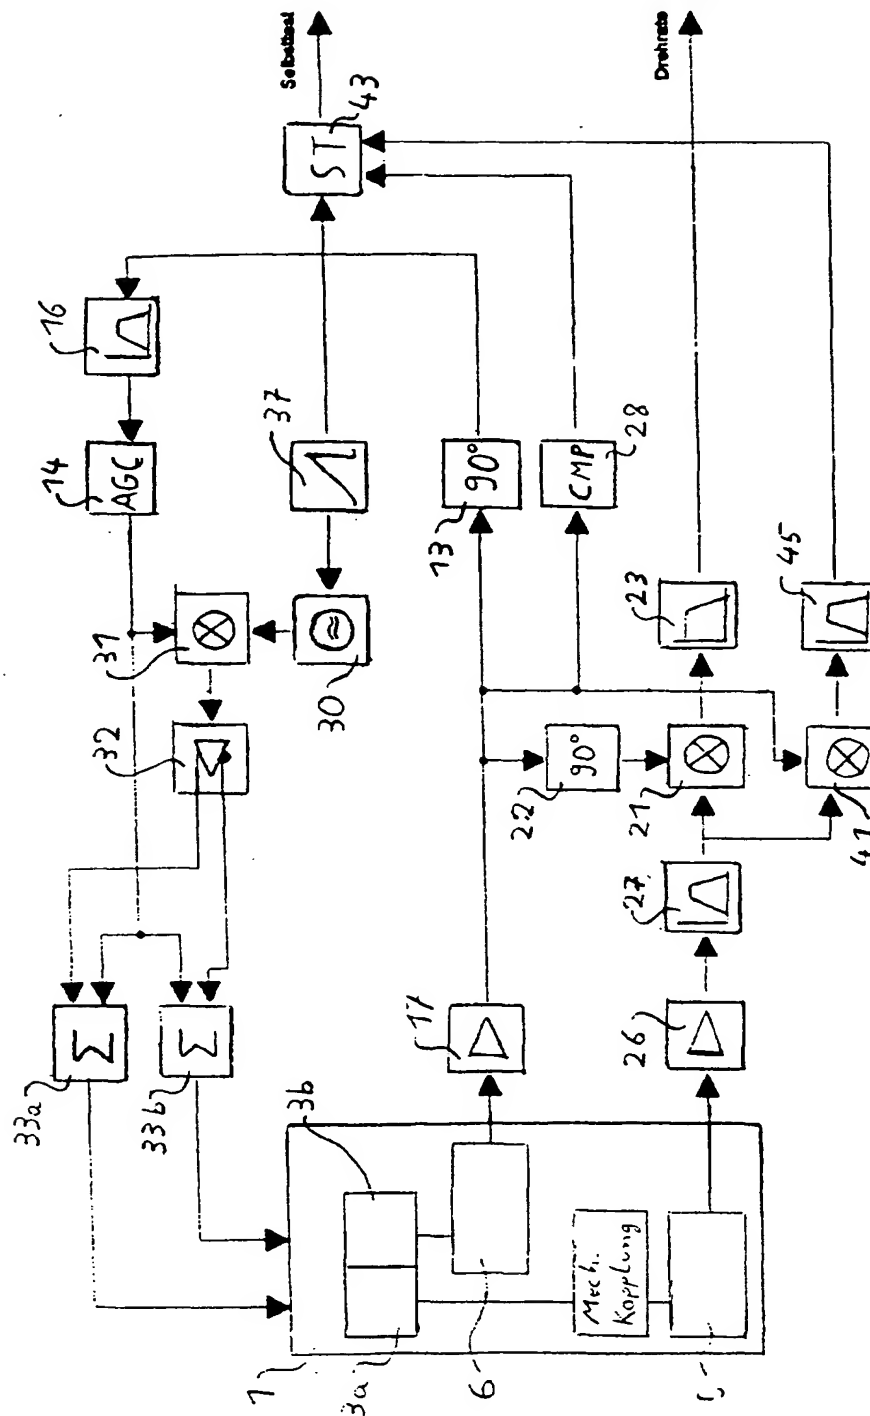 Selbsttest
Drehrate
ST
43
16
AGC
14
37
90°
13
CMP
28
23
45
31
30
32
90°
22
21
41
27
Σ
33a
Σ
33b
17
26
3b
Mech.
Kopplung
1
3a
6